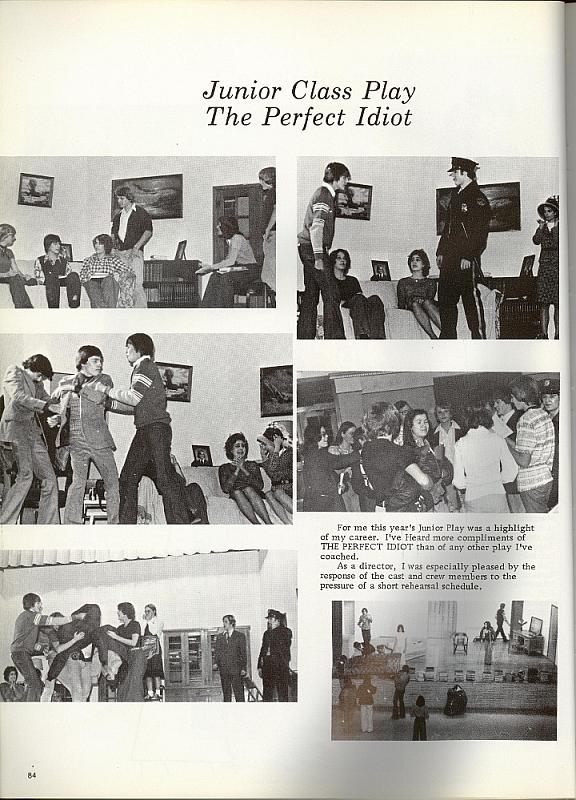 Junior Class Play
The Perfect Idiot
For me this year's Junior Play was a highlight
of my career. I've Heard more compliments of
THE PERFECT IDIOT than of any other play I've
coached.
As a director, I was especially pleased by the
response of the cast and crew members to the
pressure of a short rehearsal schedule.
84